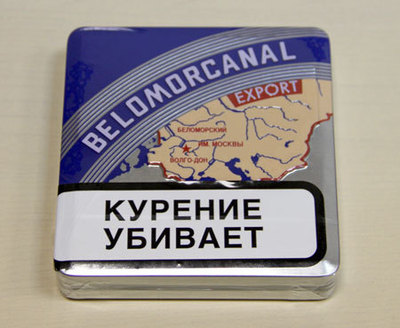 BELOMORCANAL
EXPORT
БЕЛОМОРСКИЙ
ИМ. МОСКВЫ
ВОЛГО-ДОН
КУРЕНИЕ
УБИВАЕТ